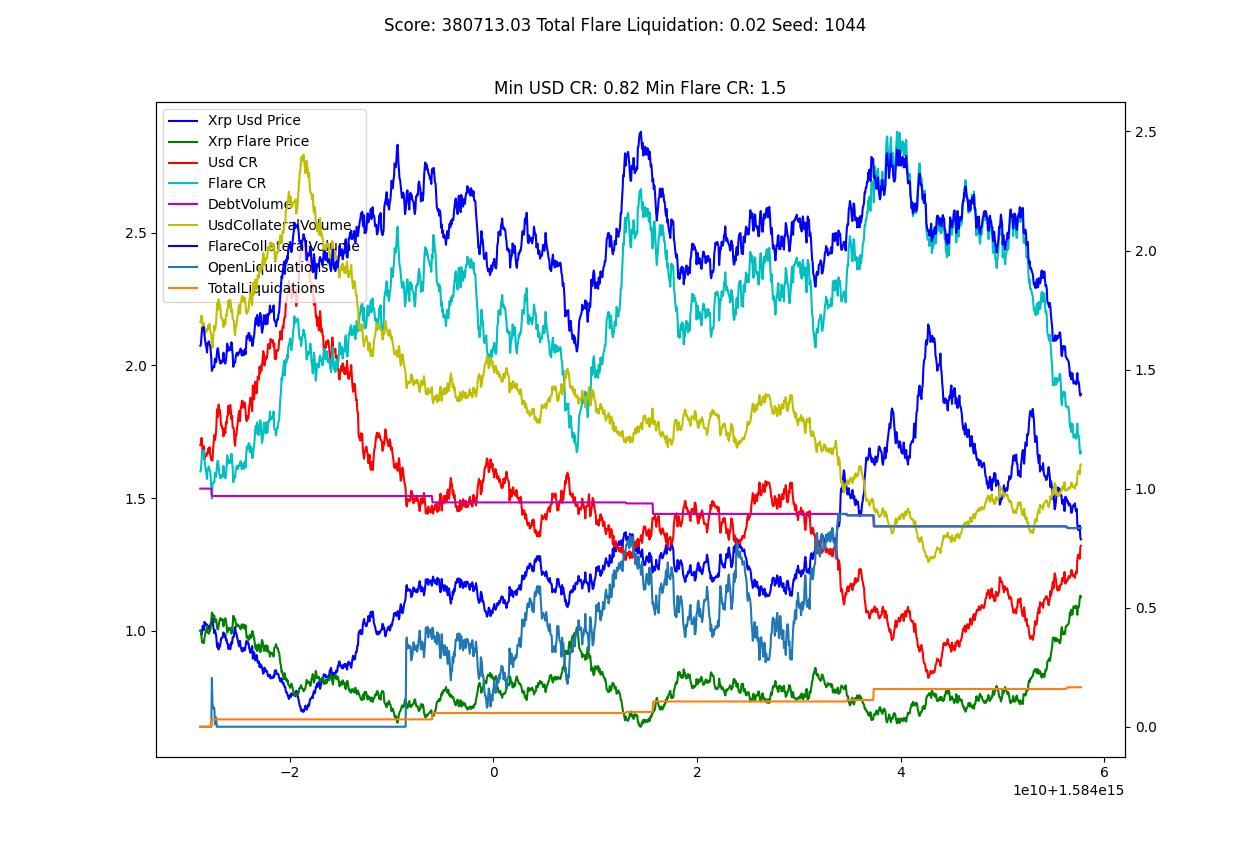 Score: 380713.03 Total Flare Liquidation: 0.02 Seed: 1044
Min USD CR: 0.82 Min Flare CR: 1.5
Xrp Usd Price
Xrp Flare Price
Usd CR
Flare CR
DebtVolume
UsdCollateralVolume
FlareCollateralVolume
OpenLiquidations
TotalLiquidations
2.5
2.0
1.5
1.0
2.5
2.0
1.5
1.0
0.5
0.0
−2
0
2
4
6
1e10+1.584e15